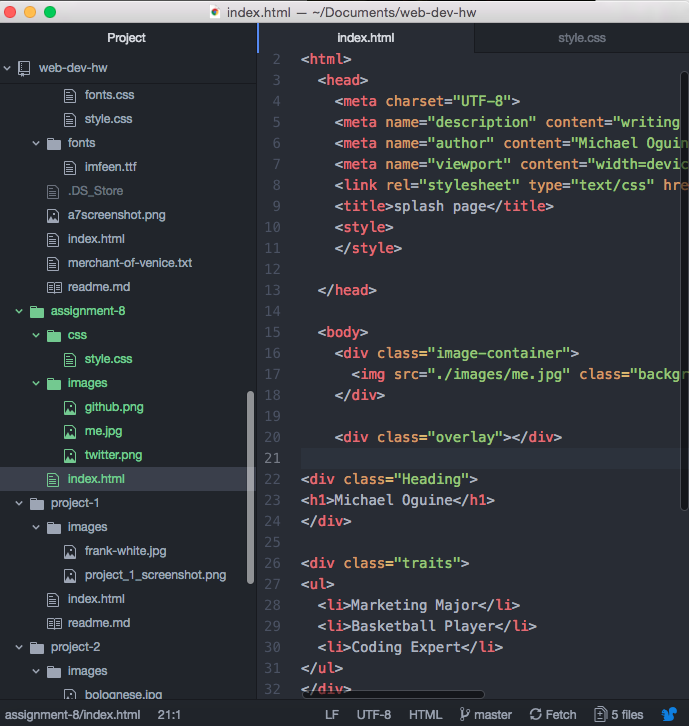 index.html — ~/Documents/web-dev-hw
Project
web-dev-hw
fonts.css
style.css
fonts
imfeen.ttf
.DS_Store
a7screenshot.png
index.html
merchant-of-venice.txt
readme.md
assignment-8
css
style.css
images
github.png
me.jpg
twitter.png
index.html
project-1
images
frank-white.jpg
project_1_screenshot.png
index.html
readme.md
project-2
images
bolognese.jpg
index.html
style.css
2 <html>
3 <head>
4 <meta charset="UTF-8">
5 <meta name="description" content="writing
6 <meta name="author" content="Michael Oguin
7 <meta name="viewport" content="width=devic
8 <link rel="stylesheet" type="text/css" hre
9 <title>splash page</title>
10 <style>
11 </style>
12
13 </head>
14
15 <body>
16 <div class="image-container">
17 <img src="./images/me.jpg" class="backgr
18 </div>
19
20 <div class="overlay"></div>
21
22 <div class="Heading">
23 <h1>Michael Oguine</h1>
24 </div>
25
26 <div class="traits">
27 <ul>
28 <li>Marketing Major</li>
29 <li>Basketball Player</li>
30 <li>Coding Expert</li>
31 </ul>
32 </div>
assignment-8/index.html 21:1 LF UTF-8 HTML master Fetch 5 files